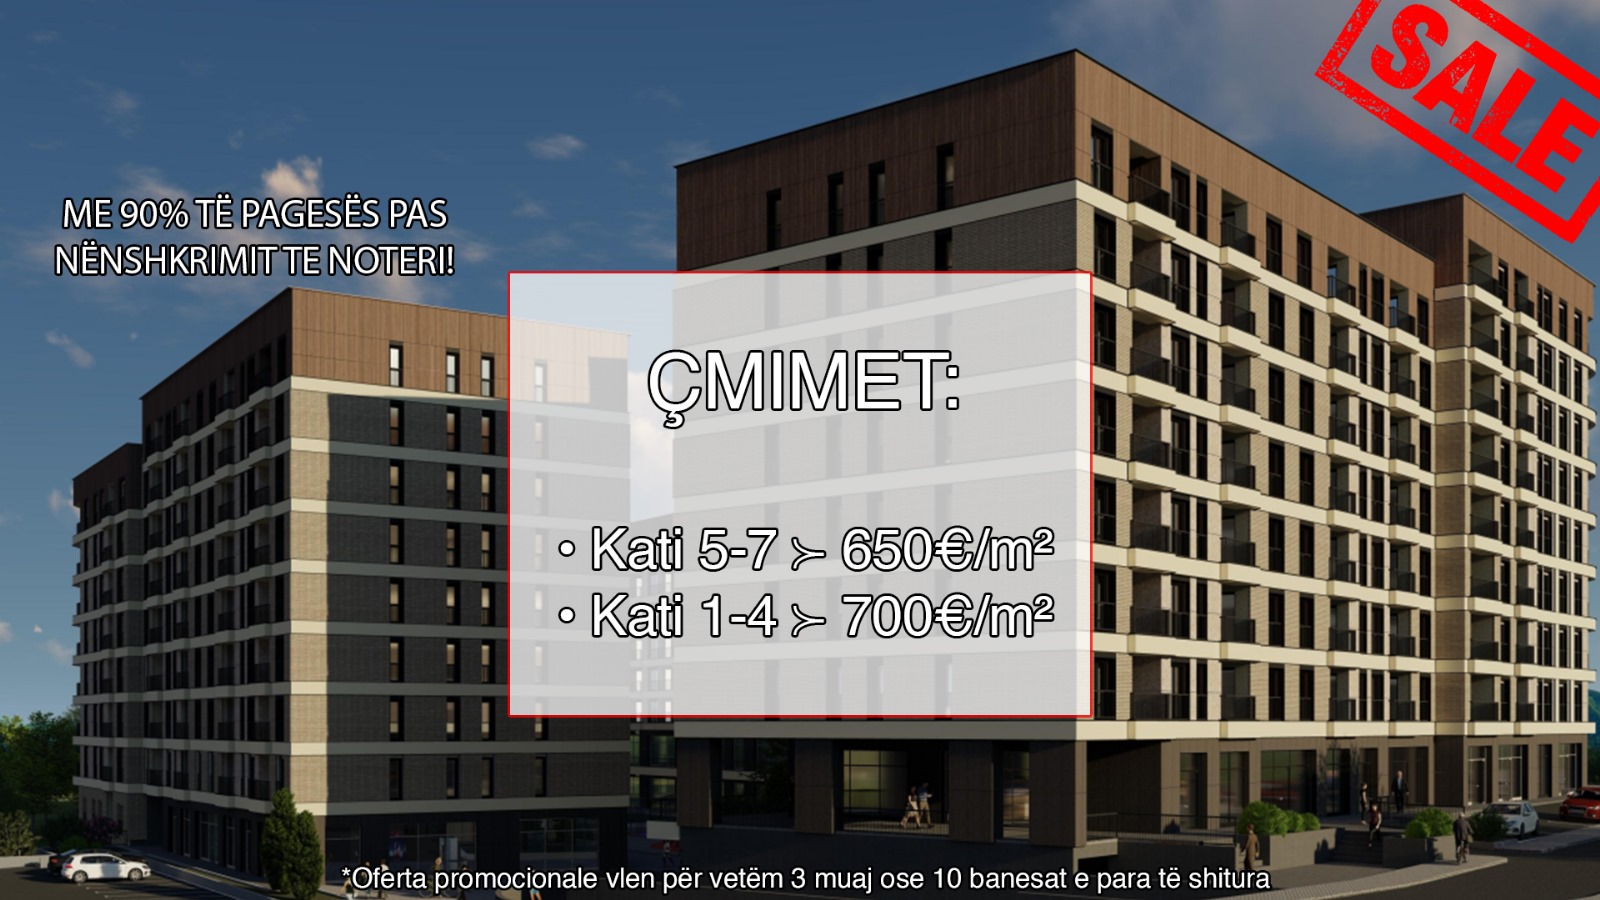 SALE
ME 90% TË PAGESËS PAS
NËNSHKRIMIT TE NOTERI!
ÇMIMET:
• Kati 5-7 ≻ 650€/m²
• Kati 1-4 ≻ 700€/m²
*Oferta promocionale vlen për vetëm 3 muaj ose 10 banesat e para të shitura